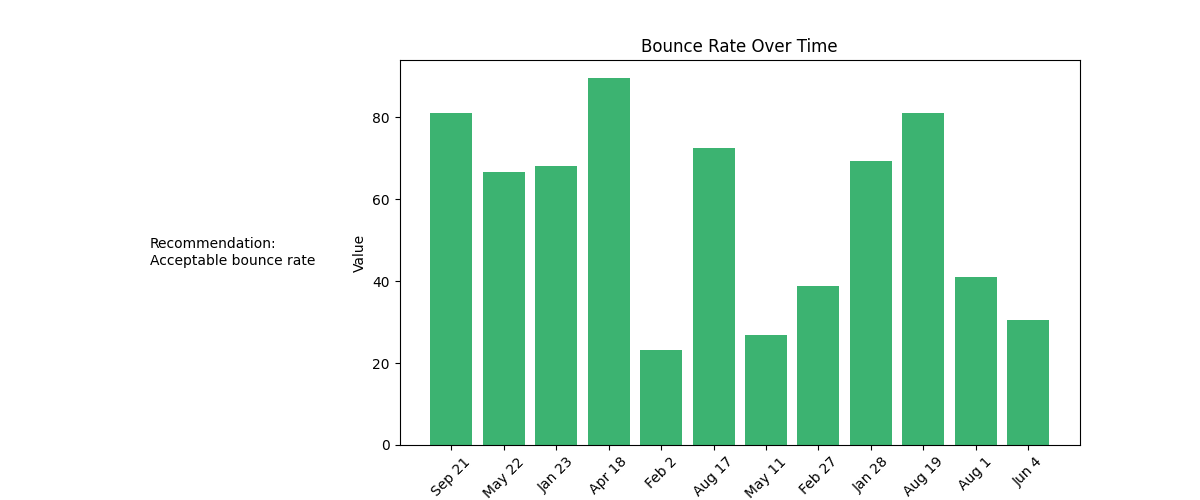 Bounce Rate Over Time
Recommendation:
Acceptable bounce rate
Value
80
60
40
20
0
Sep 21
May 22
Jan 23
Apr 18
Feb 2
Aug 17
May 11
Feb 27
Jan 28
Aug 19
Aug 1
Jun 4